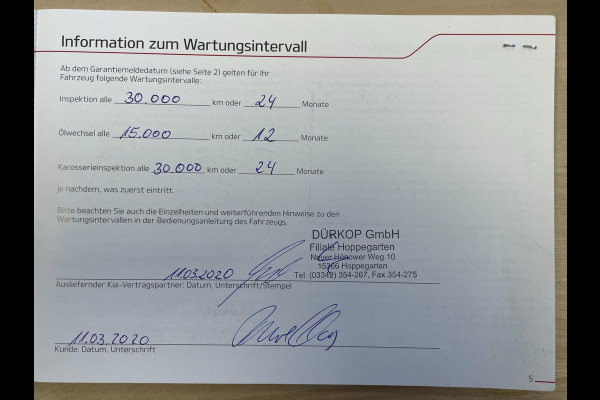 Information zum Wartungsintervall
Ab dem Garantiemeldedatum (siehe Seite 2) gelten für Ihr
Fahrzeug folgende Wartungsintervalle:
Inspektion alle 30.000 km oder 24 Monate
Ölwechsel alle 15.000 km oder 12 Monate
Karosserieinspektion alle 30.000 km oder 24 Monate
je nachdem, was zuerst eintritt.
Bitte beachten Sie auch die Einzelheiten und weiterführenden Hinweise zu den
Wartungsintervallen in der Bedienungsanleitung des Fahrzeugs.
DÜRKOP GmbH
Filiale Hoppegarten
Neuer Hönower Weg 10
15366 Hoppegarten
Tel. (03342) 354-267, Fax 354-275
11.03.2020
Ausliefernder Kia-Vertragspartner: Datum, Unterschrift/Stempel
11.03.2020
Kunde: Datum, Unterschrift
5